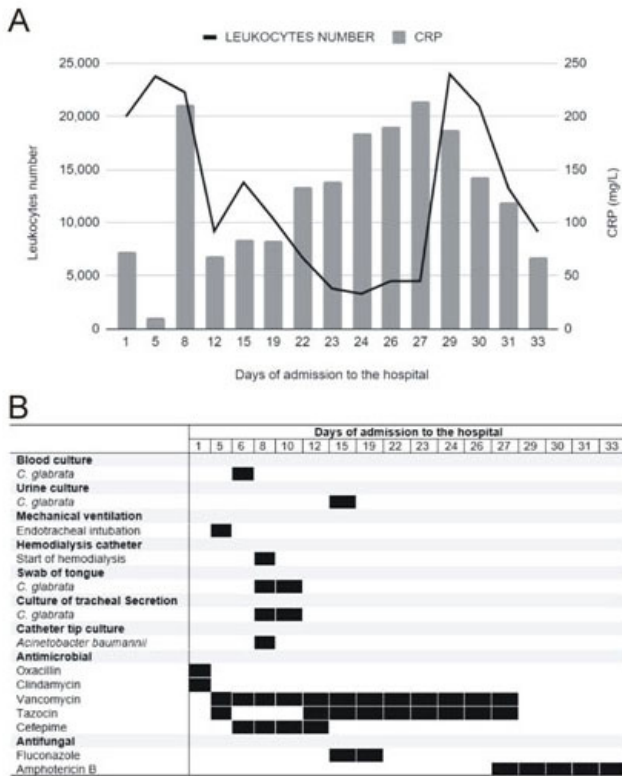 A
LEUKOCYTES NUMBER CRP
25,000 250
20,000 200
15,000 150
10,000 100
5,000 50
0 0
Leukocytes number
CRP (mg/L)
1 5 8 12 15 19 22 23 24 26 27 29 30 31 33
Days of admission to the hospital
B
Days of admission to the hospital
1 5 6 8 10 12 15 19 22 23 24 26 27 29 30 31 33
Blood culture
C. glabrata
Urine culture
C. glabrata
Mechanical ventilation
Endotracheal intubation
Hemodialysis catheter
Start of hemodialysis
Swab of tongue
C. glabrata
Culture of tracheal Secretion
C. glabrata
Catheter tip culture
Acinetobacter baumannii
Antimicrobial
Oxacillin
Clindamycin
Vancomycin
Tazocin
Cefepime
Antifungal
Fluconazole
Amphotericin B